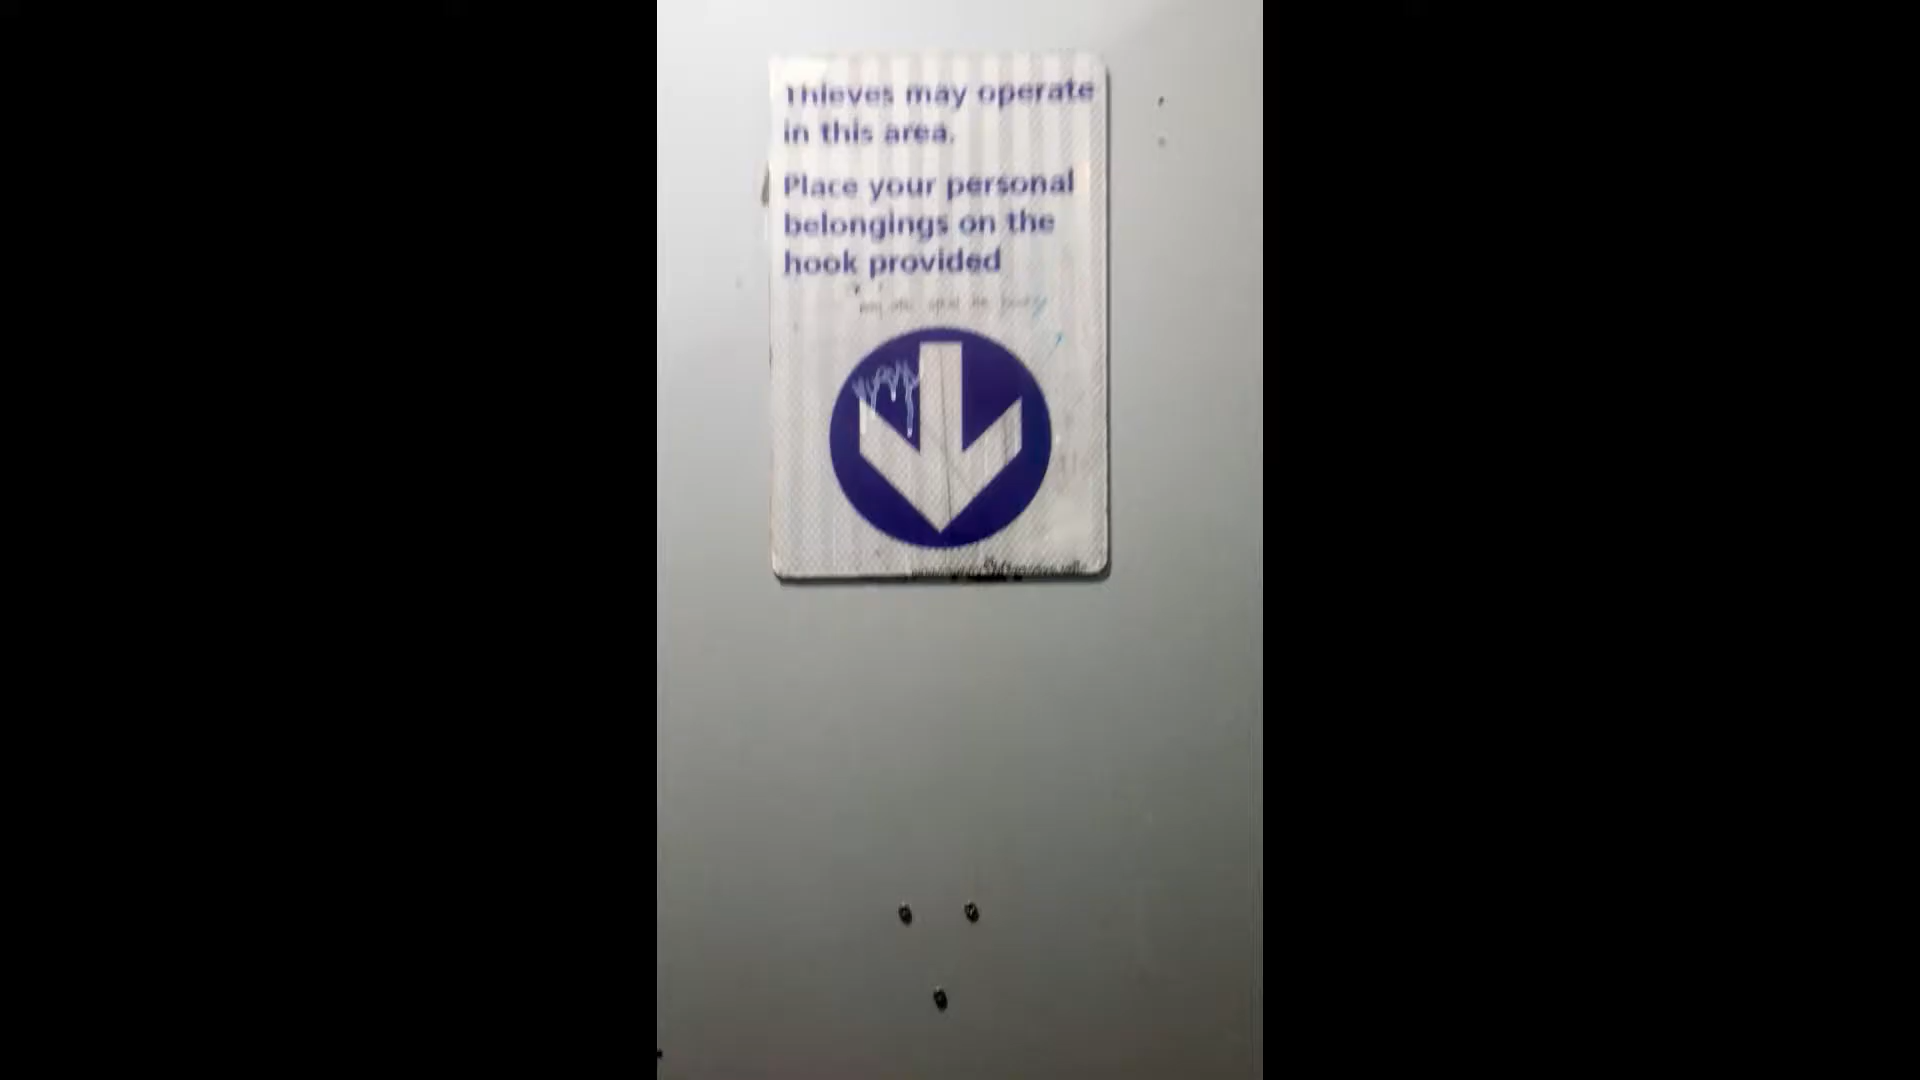 Thieves may operate
in this area.
Place your personal
belongings on the
hook provided